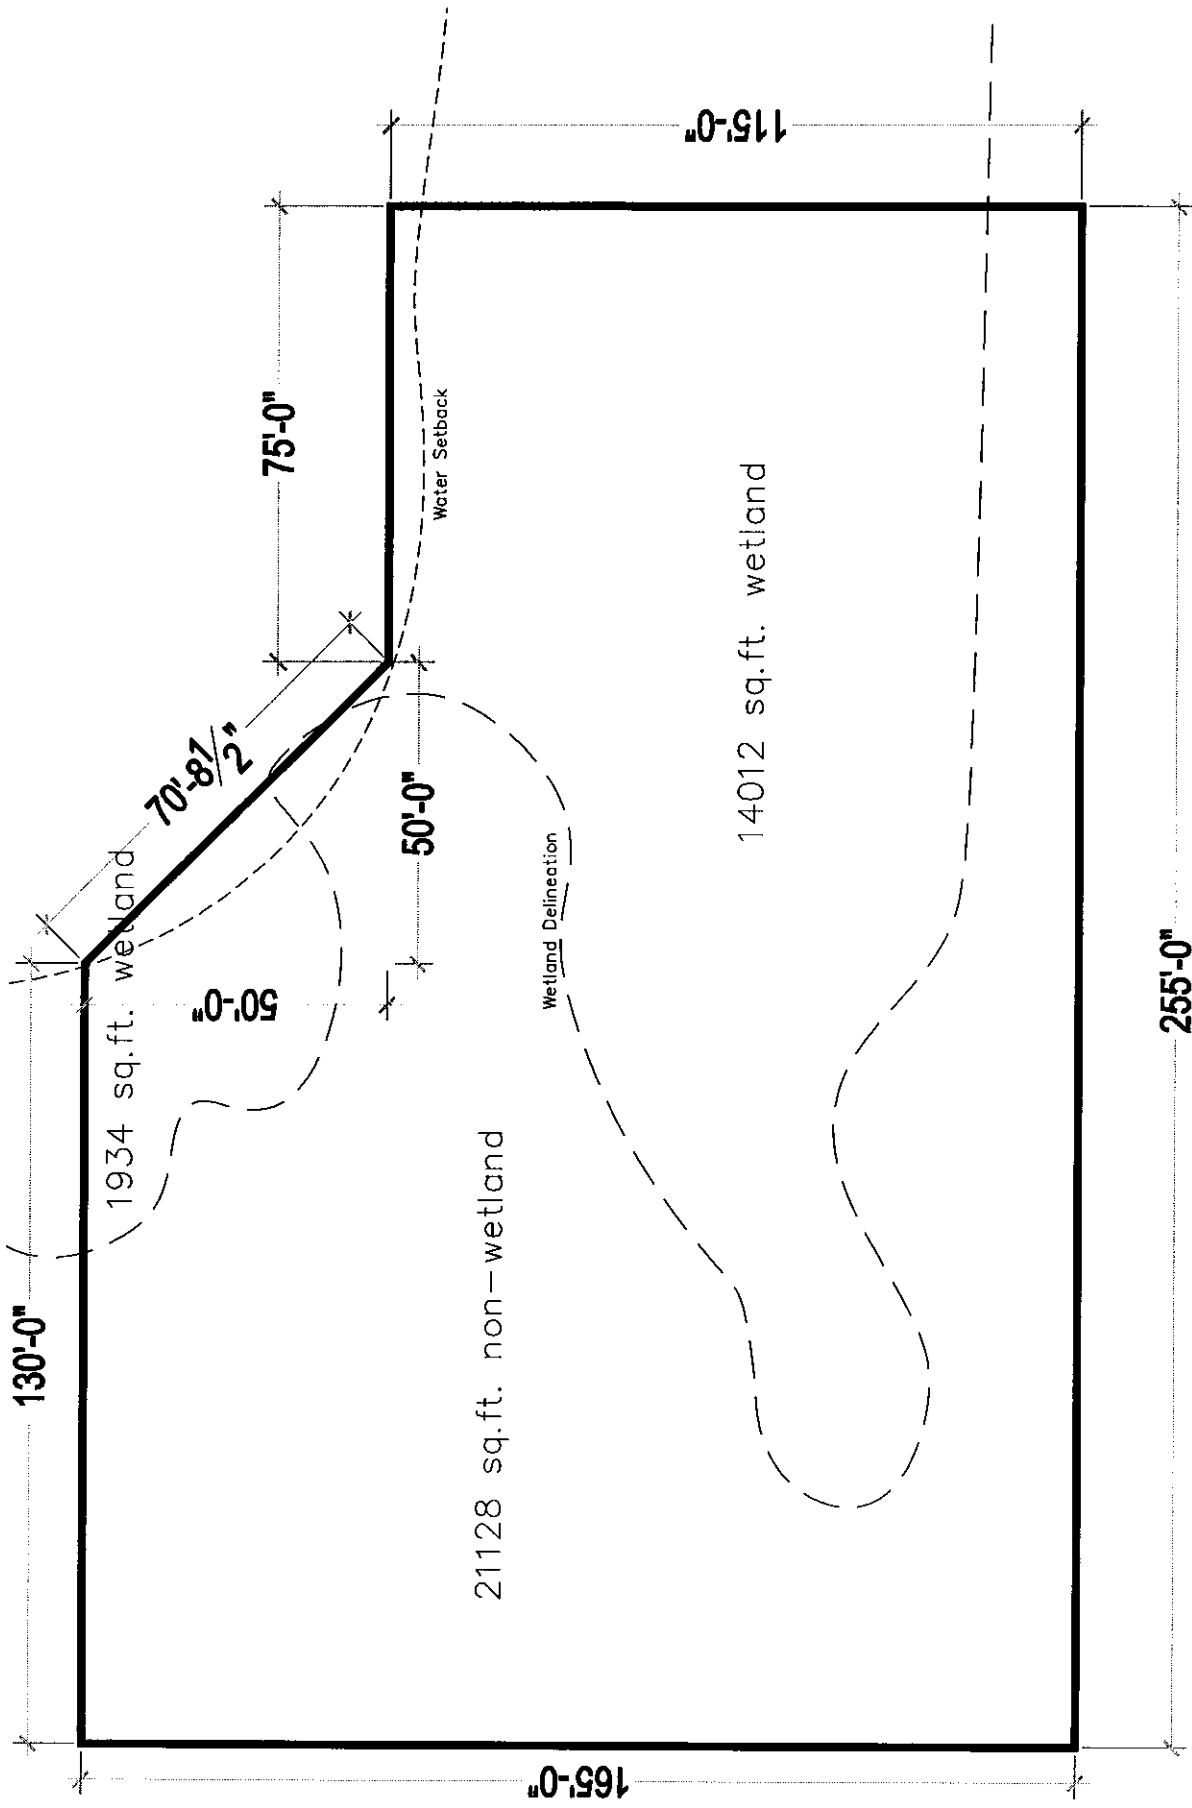 130'-0"
70'-8 1/2"
75'-0"
115'-0"
1934 sq.ft. wetland
50'-0"
50'-0"
Water Setback
Wetland Delineation
21128 sq.ft. non-wetland
14012 sq.ft. wetland
165'-0"
255'-0"